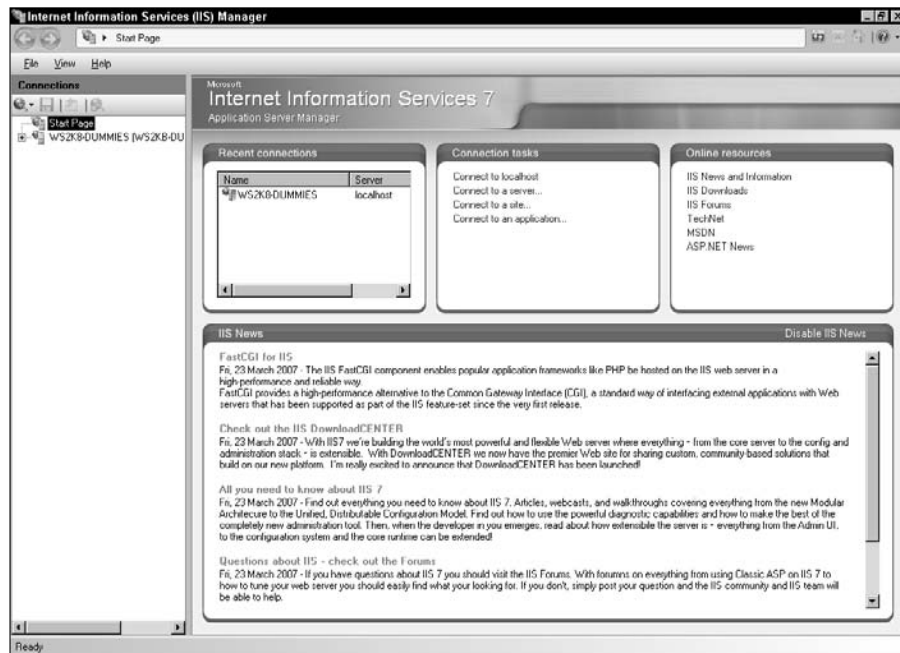 Internet Information Services (IIS) Manager
Start Page
File View Help
Connections
Start Page
WS2K8-DUMMIES (WS2K8-DU
Microsoft
Internet Information Services 7
Application Server Manager
Recent connections
Name Server
WS2K8-DUMMIES localhost
Connection tasks
Connect to localhost
Connect to a server...
Connect to a site...
Connect to an application...
Online resources
IIS News and Information
IIS Downloads
IIS Forums
TechNet
MSDN
ASP.NET News
IIS News Disable IIS News
FastCGI for IIS
Fri, 23 March 2007 - The IIS FastCGI component enables popular application frameworks like PHP be hosted on the IIS web server in a
high-performance and reliable way.
FastCGI provides a high-performance alternative to the Common Gateway Interface (CGI), a standard way of interfacing external applications with Web
servers that has been supported as part of the IIS feature-set since the very first release.
Check out the IIS DownloadCENTER
Fri, 23 March 2007 - With IIS7 we're building the world's most powerful and flexible Web server where everything - from the core server to the config and
administration stack - is extensible. With DownloadCENTER we now have the premier Web site for sharing custom, community-based solutions that
build on our new platform. I'm really excited to announce that DownloadCENTER has been launched!
All you need to know about IIS 7
Fri, 23 March 2007 - Find out everything you need to know about IIS 7. Articles, webcasts, and walkthroughs covering everything from the new Modular
Architecure to the Unified, Distributable Configuration Model. Find out how to use the powerful diagnostic capabilities and how to make the best of the
completely new administration tool. Then, when the developer in you emerges, read about how extensible the server is - everything from the Admin UI,
to the configuration system and the core runtime can be extended!
Questions about IIS - check out the Forums
Fri, 23 March 2007 - If you have questions about IIS 7 you should visit the IIS Forums. With forums on everything from using Classic ASP on IIS 7 to
how to tune your web server you should easily find what your looking for. If you don't, simply post your question and the IIS community and IIS team will
be able to help.
Ready